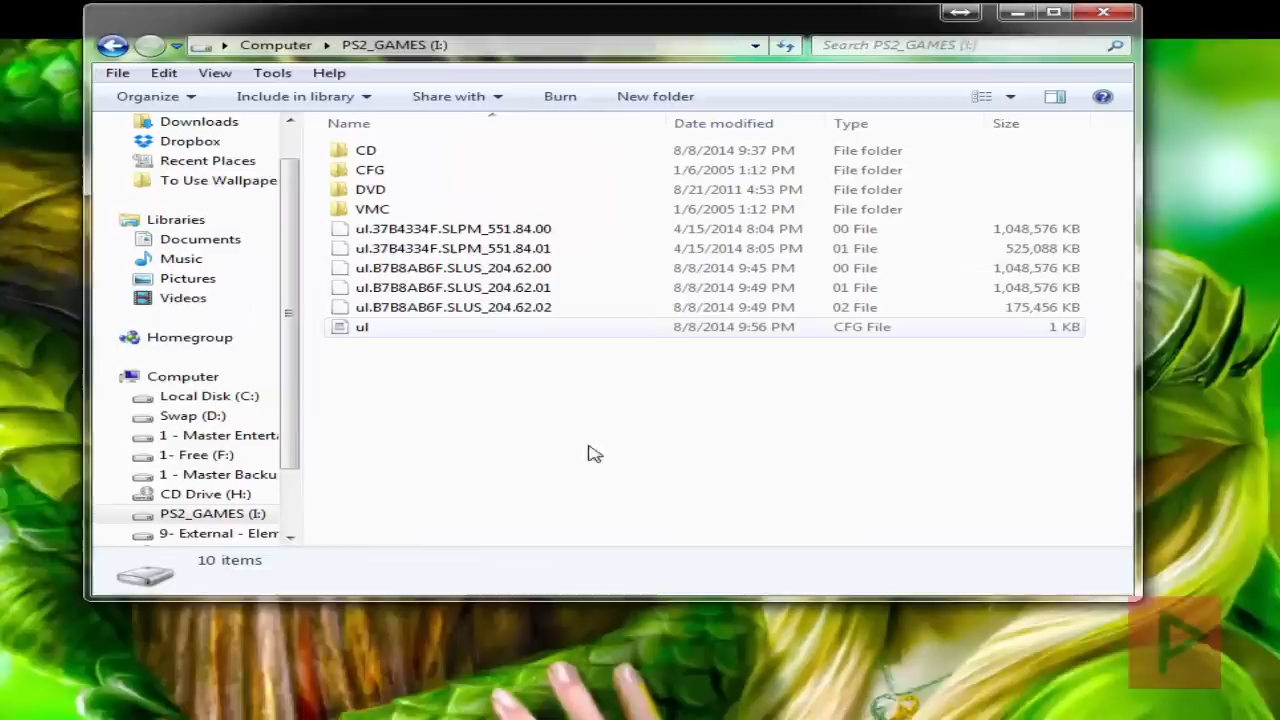 Computer PS2_GAMES (I:) Search PS2_GAMES (I:)
File Edit View Tools Help
Organize Include in library Share with Burn New folder
Downloads
Dropbox
Recent Places
To Use Wallpape
Libraries
Documents
Music
Pictures
Videos
Homegroup
Computer
Local Disk (C:)
Swap (D:)
1 - Master Enterta
1- Free (F:)
1 - Master Backu
CD Drive (H:)
PS2_GAMES (I:)
9- External - Elem
Name Date modified Type Size
CD 8/8/2014 9:37 PM File folder
CFG 1/6/2005 1:12 PM File folder
DVD 8/21/2011 4:53 PM File folder
VMC 1/6/2005 1:12 PM File folder
ul.37B4334F.SLPM_551.84.00 4/15/2014 8:04 PM 00 File 1,048,576 KB
ul.37B4334F.SLPM_551.84.01 4/15/2014 8:05 PM 01 File 525,088 KB
ul.B7B8AB6F.SLUS_204.62.00 8/8/2014 9:45 PM 00 File 1,048,576 KB
ul.B7B8AB6F.SLUS_204.62.01 8/8/2014 9:49 PM 01 File 1,048,576 KB
ul.B7B8AB6F.SLUS_204.62.02 8/8/2014 9:49 PM 02 File 175,456 KB
ul 8/8/2014 9:56 PM CFG File 1 KB
10 items